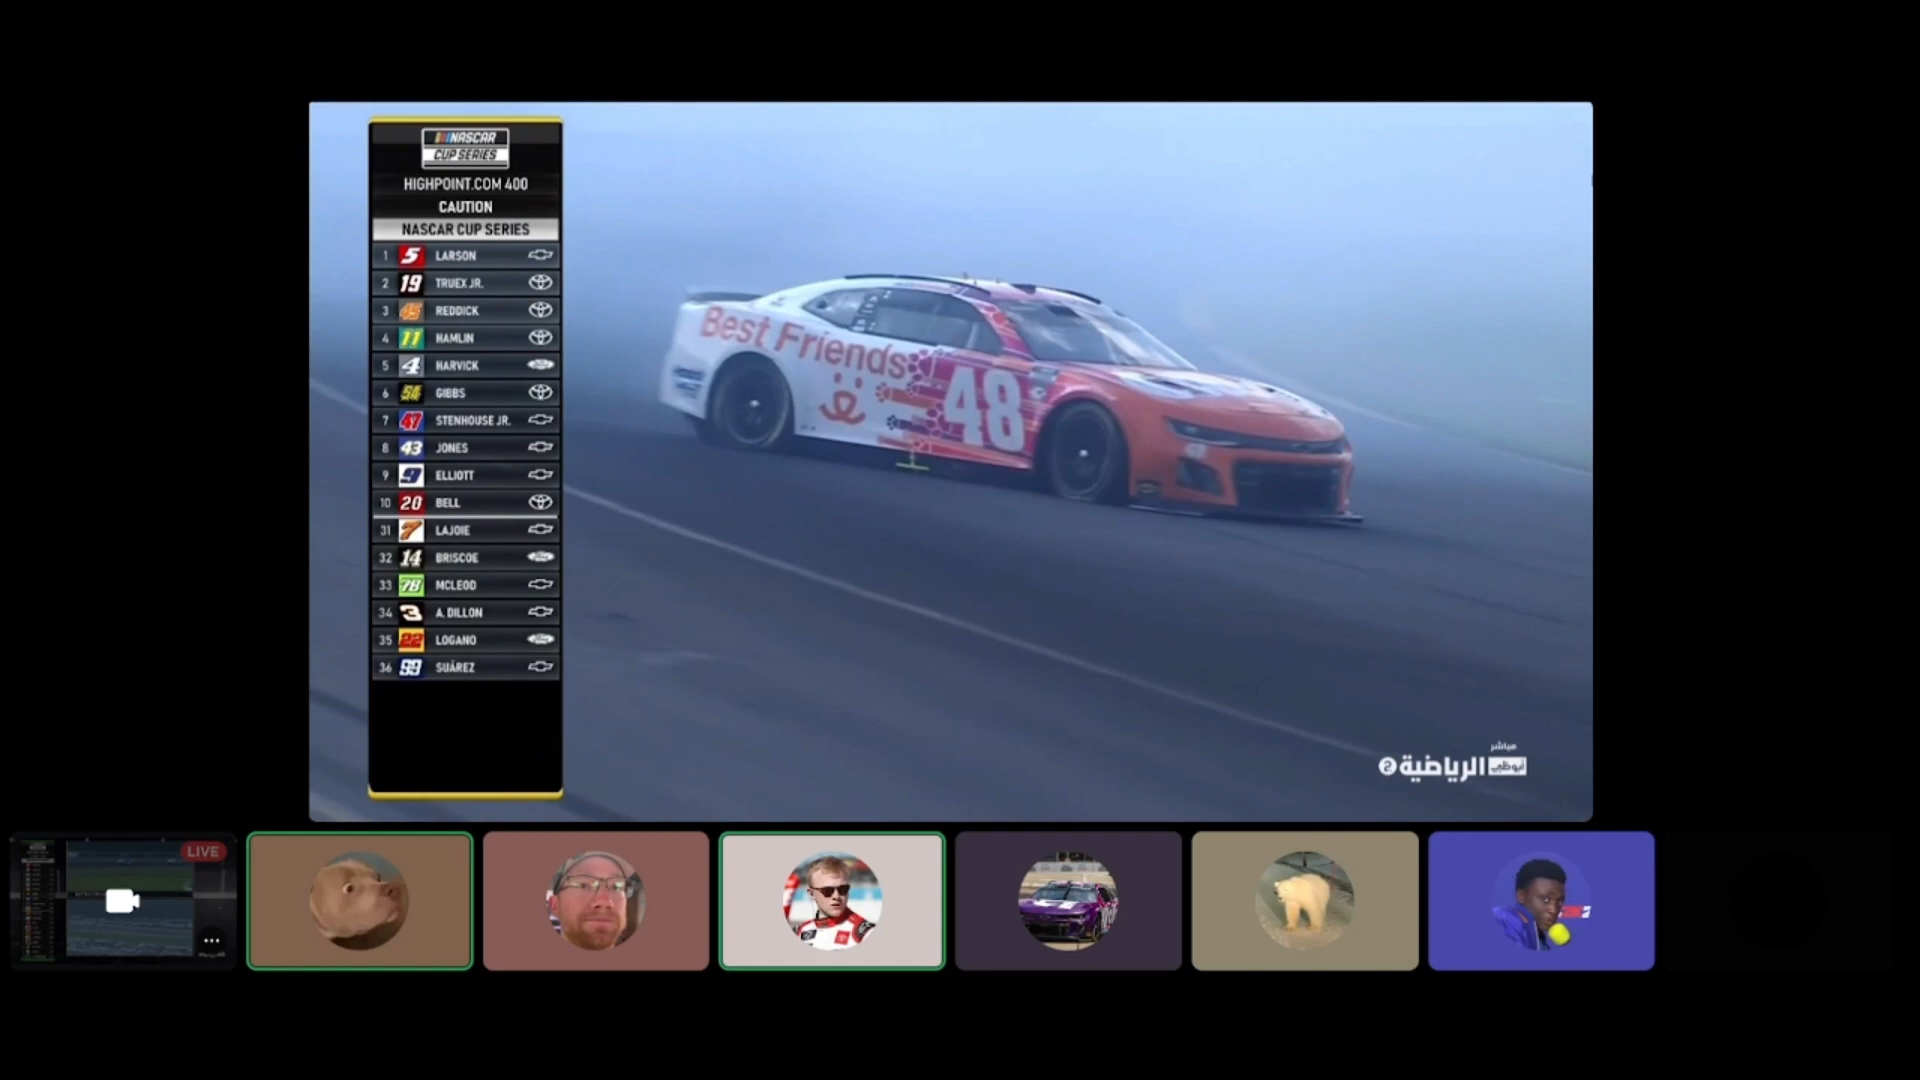 NASCAR
CUP SERIES
HIGHPOINT.COM 400
CAUTION
NASCAR CUP SERIES
1 5 LARSON
2 19 TRUEX JR.
3 45 REDDICK
4 11 HAMLIN
5 4 HARVICK
6 54 GIBBS
7 47 STENHOUSE JR.
8 43 JONES
9 9 ELLIOTT
10 20 BELL
31 7 LAJOIE
32 14 BRISCOE
33 78 MCLEOD
34 3 A. DILLON
35 22 LOGANO
36 99 SUÁREZ
Best Friends
48
مباشر
أبوظبي الرياضية 2
LIVE